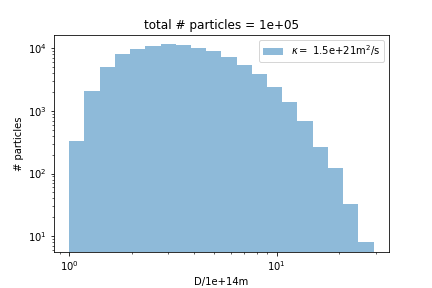 total # particles = 1e+05
κ = 1.5e+21m²/s
10⁴
10³
10²
10¹
# particles
10⁰
10¹
D/1e+14m